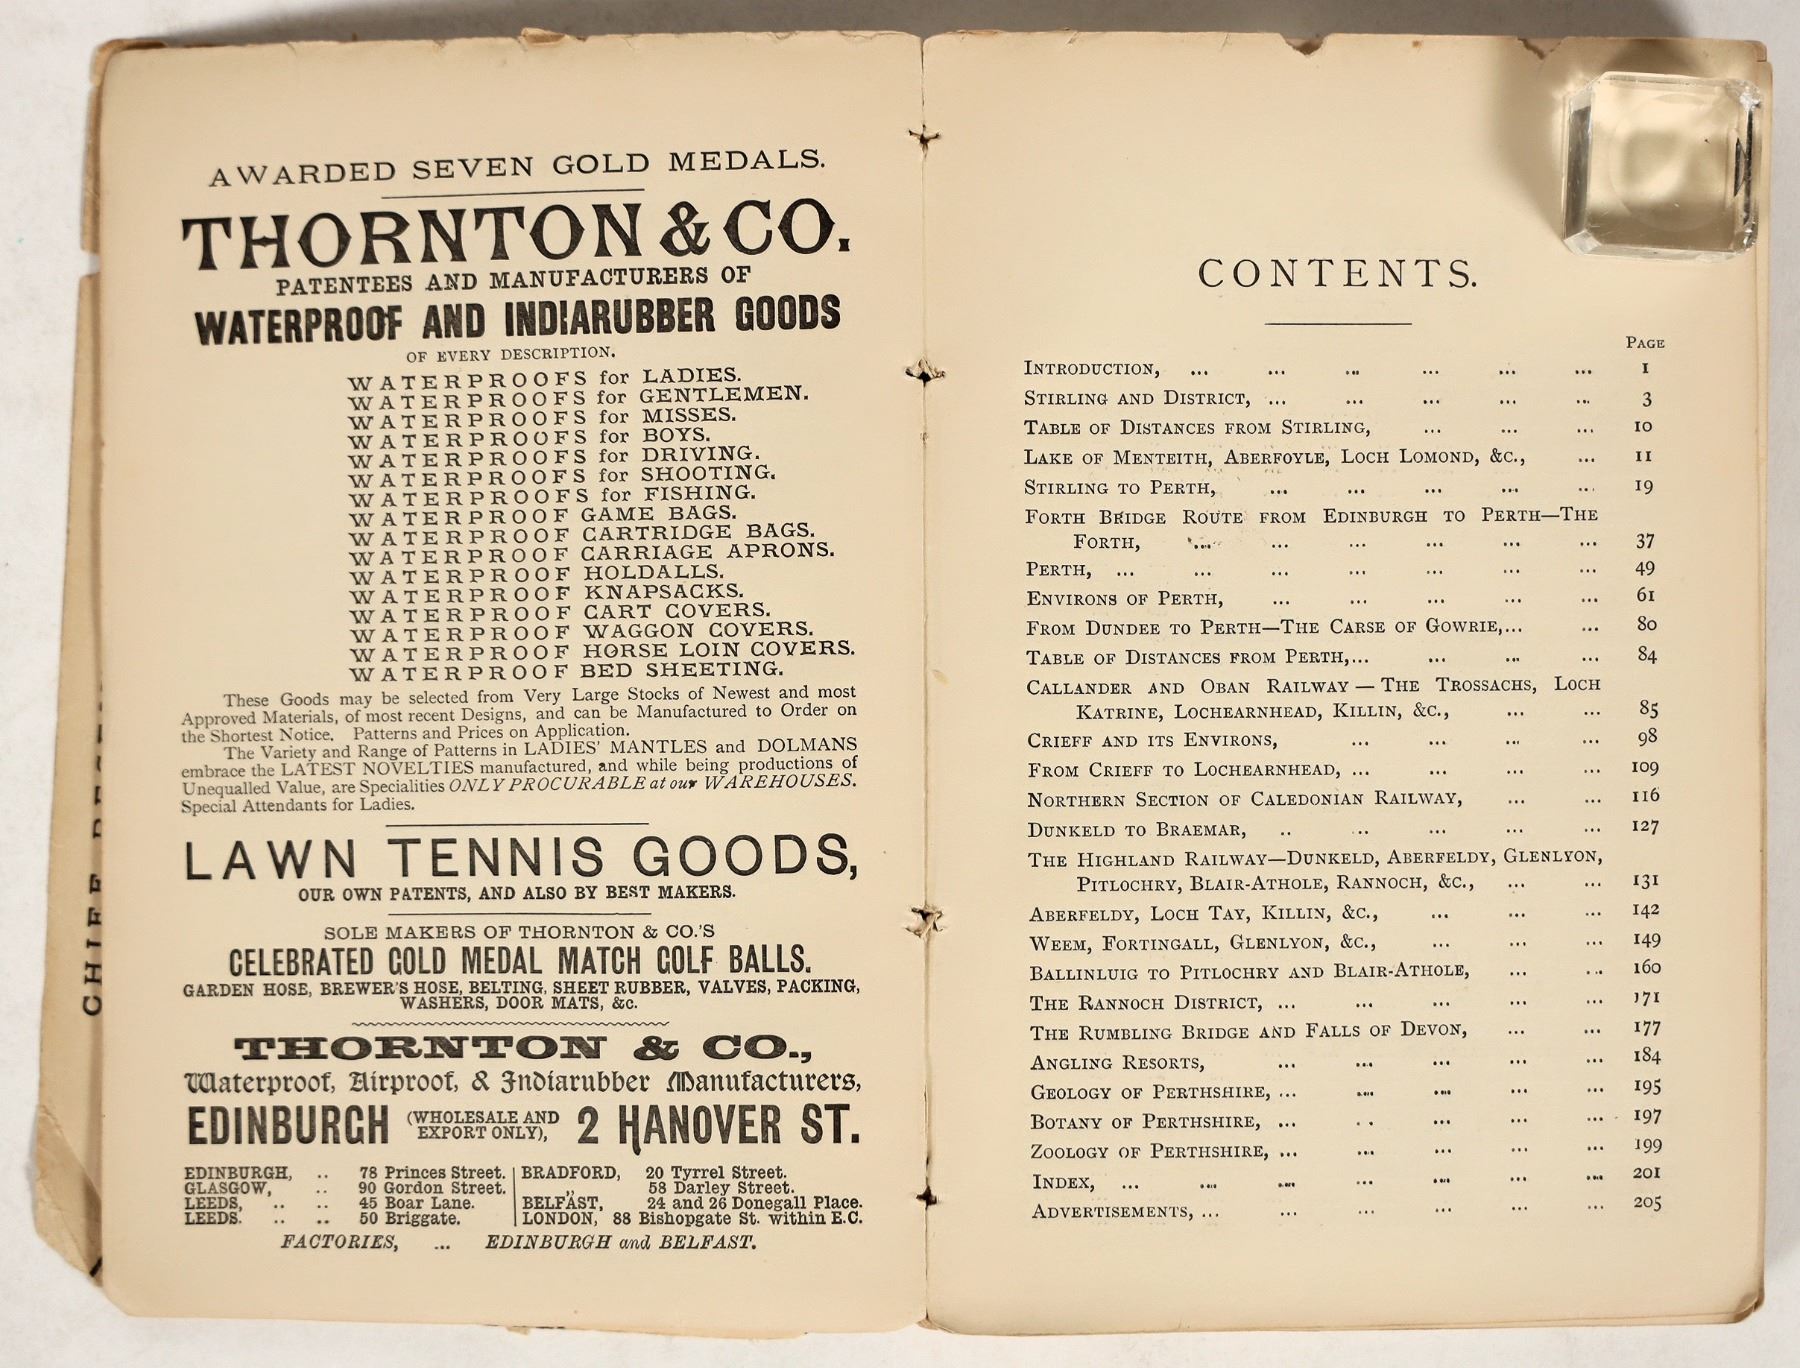 AWARDED SEVEN GOLD MEDALS.
THORNTON & CO.
PATENTEES AND MANUFACTURERS OF
WATERPROOF AND INDIARUBBER GOODS
OF EVERY DESCRIPTION.
WATERPROOFS for LADIES.
WATERPROOFS for GENTLEMEN.
WATERPROOFS for MISSES.
WATERPROOFS for BOYS.
WATERPROOFS for DRIVING.
WATERPROOFS for SHOOTING.
WATERPROOFS for FISHING.
WATERPROOF GAME BAGS.
WATERPROOF CARTRIDGE BAGS.
WATERPROOF CARRIAGE APRONS.
WATERPROOF HOLDALLS.
WATERPROOF KNAPSACKS.
WATERPROOF CART COVERS.
WATERPROOF WAGGON COVERS.
WATERPROOF HORSE LOIN COVERS.
WATERPROOF BED SHEETING.
These Goods may be selected from Very Large Stocks of Newest and most
Approved Materials, of most recent Designs, and can be Manufactured to Order on
the Shortest Notice. Patterns and Prices on Application.
The Variety and Range of Patterns in LADIES' MANTLES and DOLMANS
embrace the LATEST NOVELTIES manufactured, and while being productions of
Unequalled Value, are Specialities ONLY PROCURABLE at our WAREHOUSES.
Special Attendants for Ladies.
LAWN TENNIS GOODS,
OUR OWN PATENTS, AND ALSO BY BEST MAKERS.
SOLE MAKERS OF THORNTON & CO.'S
CELEBRATED GOLD MEDAL MATCH GOLF BALLS.
GARDEN HOSE, BREWER'S HOSE, BELTING, SHEET RUBBER, VALVES, PACKING,
WASHERS, DOOR MATS, &c.
THORNTON & CO.,
Waterproof, Airproof, & Indiarubber Manufacturers,
EDINBURGH (WHOLESALE AND EXPORT ONLY), 2 HANOVER ST.
EDINBURGH, .. 78 Princes Street. | BRADFORD, 20 Tyrrel Street.
GLASGOW, .. 90 Gordon Street. | ,, 58 Darley Street.
LEEDS, .. .. 45 Boar Lane. | BELFAST, 24 and 26 Donegall Place.
LEEDS. .. .. 50 Briggate. | LONDON, 88 Bishopgate St. within E.C.
FACTORIES, ... EDINBURGH and BELFAST.
CONTENTS.
PAGE
INTRODUCTION, ... ... ... ... ... ... 1
STIRLING AND DISTRICT, ... ... ... ... ... 3
TABLE OF DISTANCES FROM STIRLING, ... ... ... 10
LAKE OF MENTEITH, ABERFOYLE, LOCH LOMOND, &C., ... 11
STIRLING TO PERTH, ... ... ... ... ... 19
FORTH BRIDGE ROUTE FROM EDINBURGH TO PERTH—THE
FORTH, ... ... ... ... ... ... 37
PERTH, ... ... ... ... ... ... ... 49
ENVIRONS OF PERTH, ... ... ... ... ... 61
FROM DUNDEE TO PERTH—THE CARSE OF GOWRIE,... ... 80
TABLE OF DISTANCES FROM PERTH,... ... ... ... 84
CALLANDER AND OBAN RAILWAY — THE TROSSACHS, LOCH
KATRINE, LOCHEARNHEAD, KILLIN, &C., ... ... 85
CRIEFF AND ITS ENVIRONS, ... ... ... ... 98
FROM CRIEFF TO LOCHEARNHEAD, ... ... ... ... 109
NORTHERN SECTION OF CALEDONIAN RAILWAY, ... ... 116
DUNKELD TO BRAEMAR, .. .. ... ... ... 127
THE HIGHLAND RAILWAY—DUNKELD, ABERFELDY, GLENLYON,
PITLOCHRY, BLAIR-ATHOLE, RANNOCH, &C., ... ... 131
ABERFELDY, LOCH TAY, KILLIN, &C., ... ... ... 142
WEEM, FORTINGALL, GLENLYON, &C., ... ... ... 149
BALLINLUIG TO PITLOCHRY AND BLAIR-ATHOLE, ... ... 160
THE RANNOCH DISTRICT, ... ... ... ... ... 171
THE RUMBLING BRIDGE AND FALLS OF DEVON, ... ... 177
ANGLING RESORTS, ... ... ... ... ... 184
GEOLOGY OF PERTHSHIRE, ... ... ... ... ... 195
BOTANY OF PERTHSHIRE, ... .. ... ... ... 197
ZOOLOGY OF PERTHSHIRE, ... ... ... ... ... 199
INDEX, ... ... ... ... ... ... ... 201
ADVERTISEMENTS, ... ... ... ... ... ... 205
CHIEF